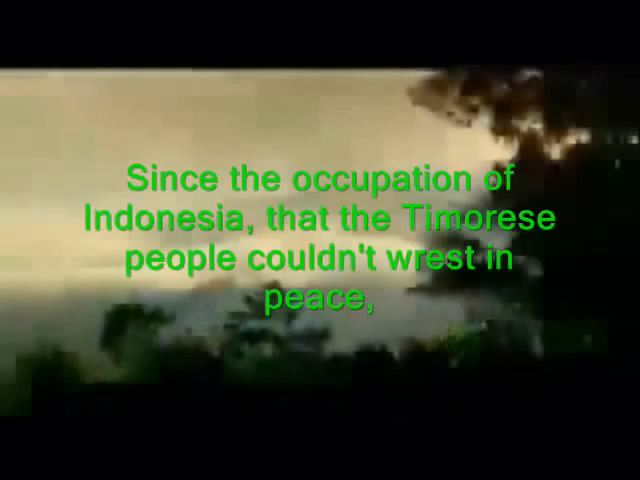 Since the occupation of
Indonesia, that the Timorese
people couldn't wrest in
peace,